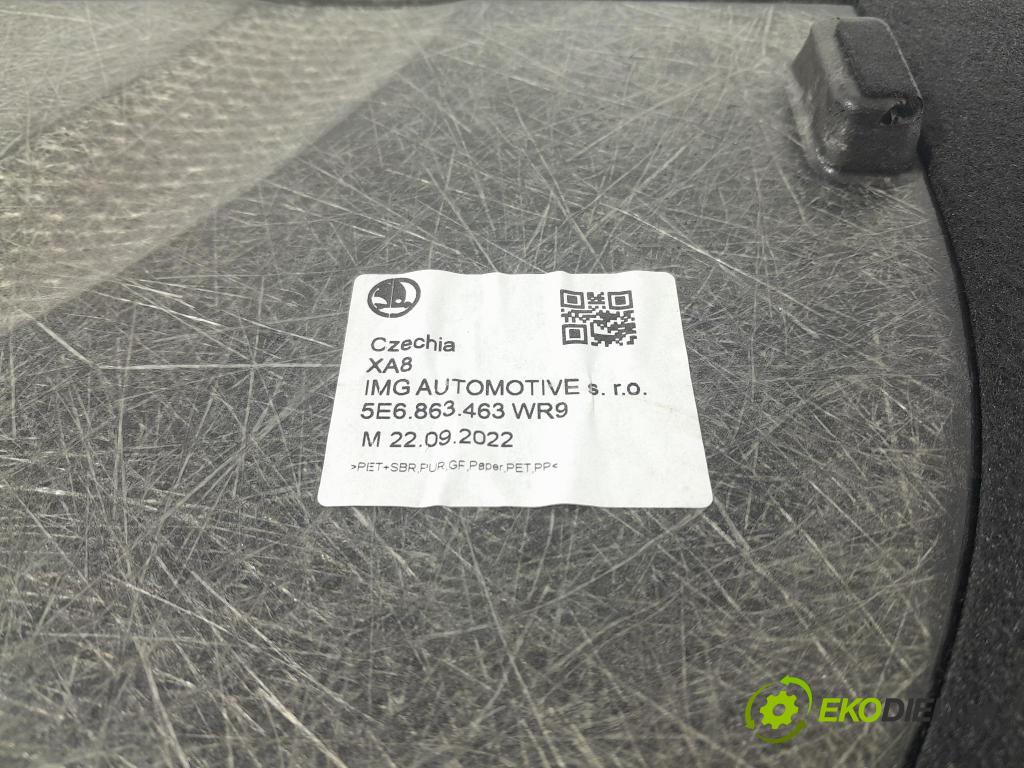 Czechia
XA8
IMG AUTOMOTIVE s. r.o.
5E6.863.463 WR9
M 22.09.2022
>PET+SBR,PUR,GF,Paper,PET,PP<
EKODIE